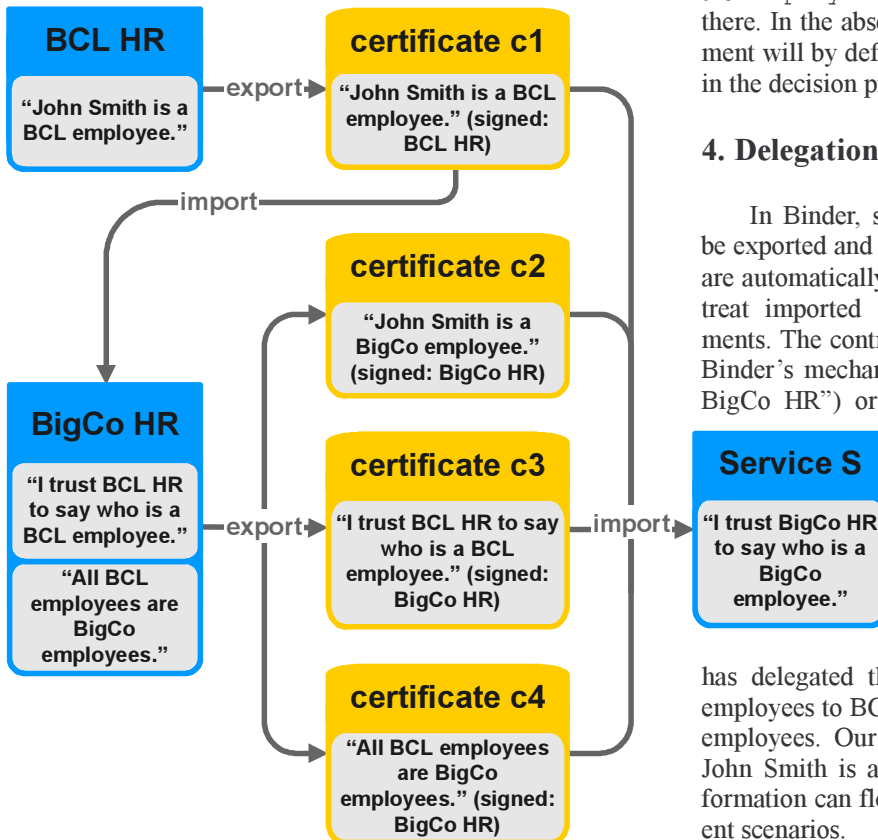 BCL HR
“John Smith is a
BCL employee.”
export
certificate c1
“John Smith is a BCL
employee.” (signed:
BCL HR)
import
certificate c2
“John Smith is a
BigCo employee.”
(signed: BigCo HR)
BigCo HR
“I trust BCL HR
to say who is a
BCL employee.”
“All BCL
employees are
BigCo
employees.”
export
certificate c3
“I trust BCL HR to say
who is a BCL
employee.” (signed:
BigCo HR)
certificate c4
“All BCL employees
are BigCo
employees.” (signed:
BigCo HR)
import
Service S
“I trust BigCo HR
to say who is a
BigCo
employee.”
there. In the abse
ment will by def
in the decision p
4. Delegation
In Binder, s
be exported and
are automatically
treat imported
ments. The cont
Binder’s mechan
BigCo HR”) or
has delegated th
employees to BC
employees. Our
John Smith is a
formation can fl
ent scenarios.